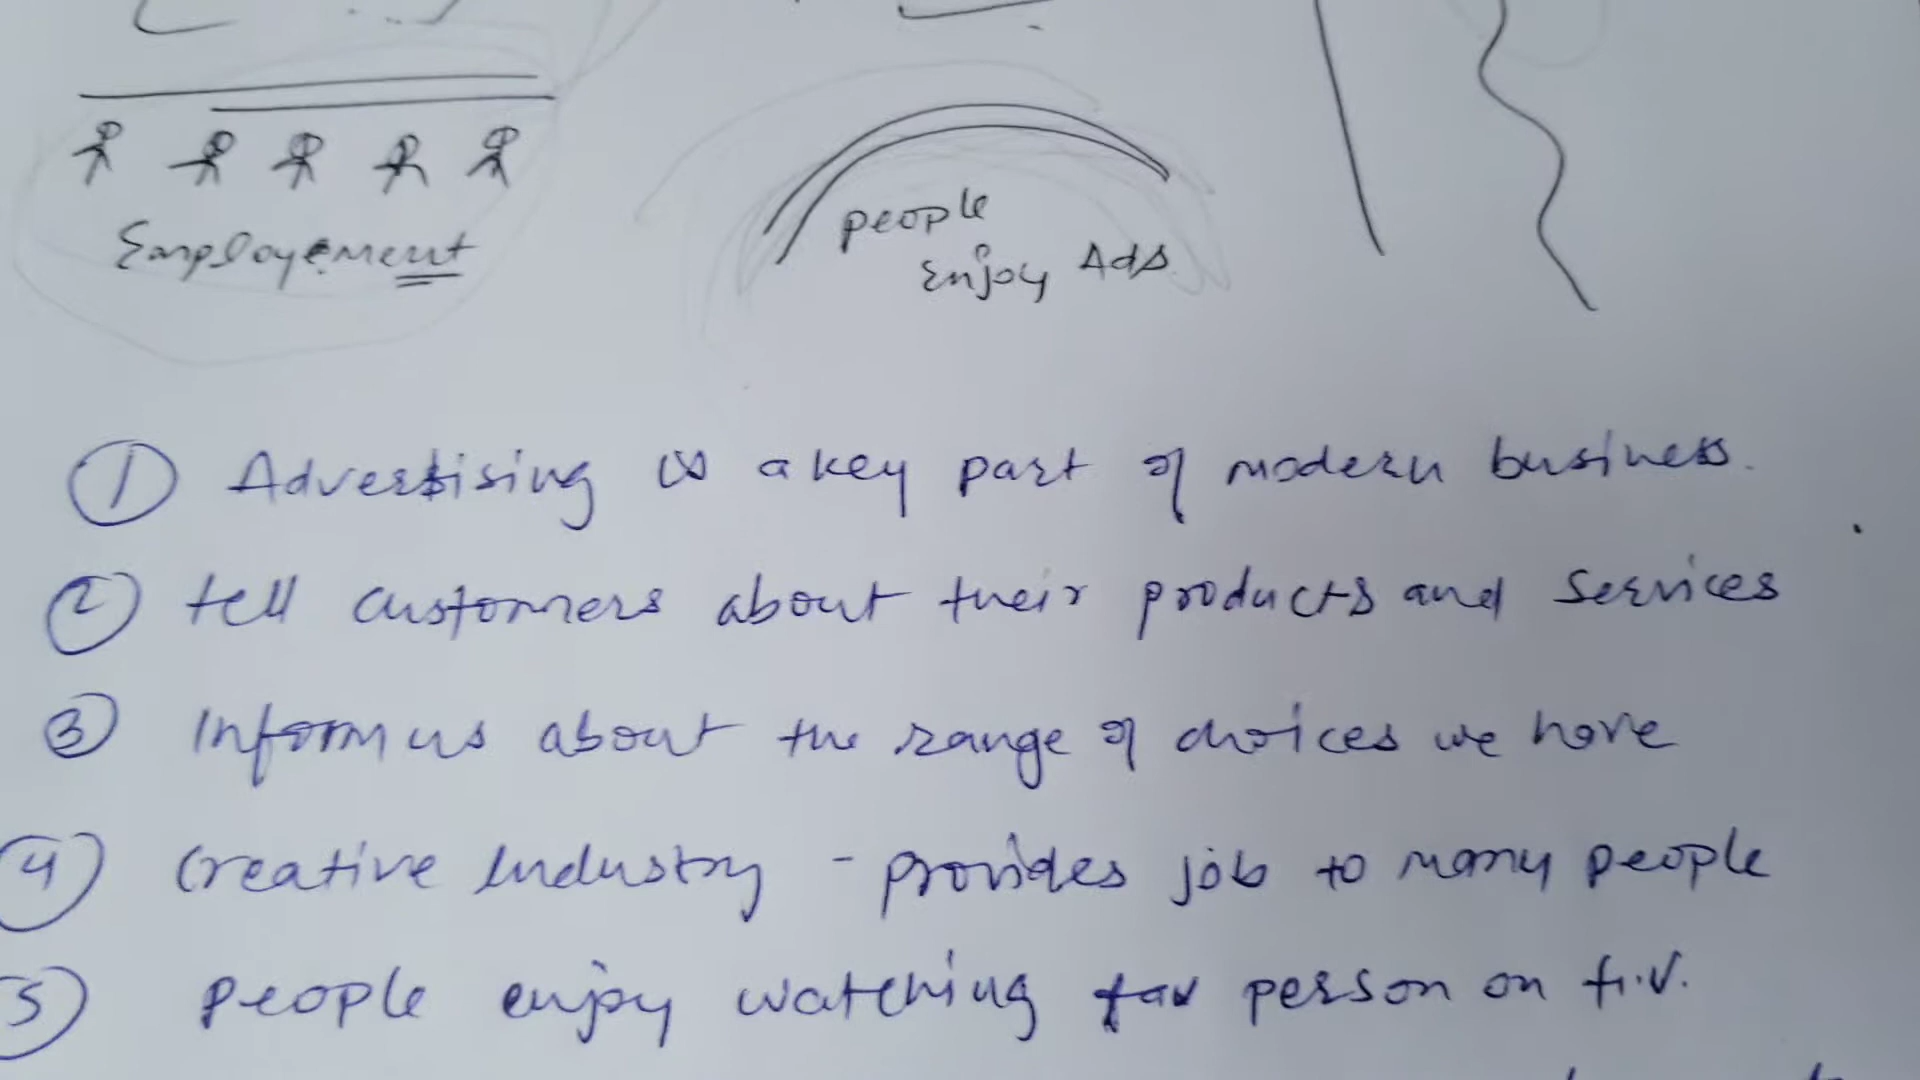 Employement
people
Enjoy Ads
1 Advertising is a key part of modern business.
2 tell customers about their products and services
3 Inform us about the range of choices we have
4 Creative Industry - provides job to many people
5 people enjoy watching fav person on t.v.